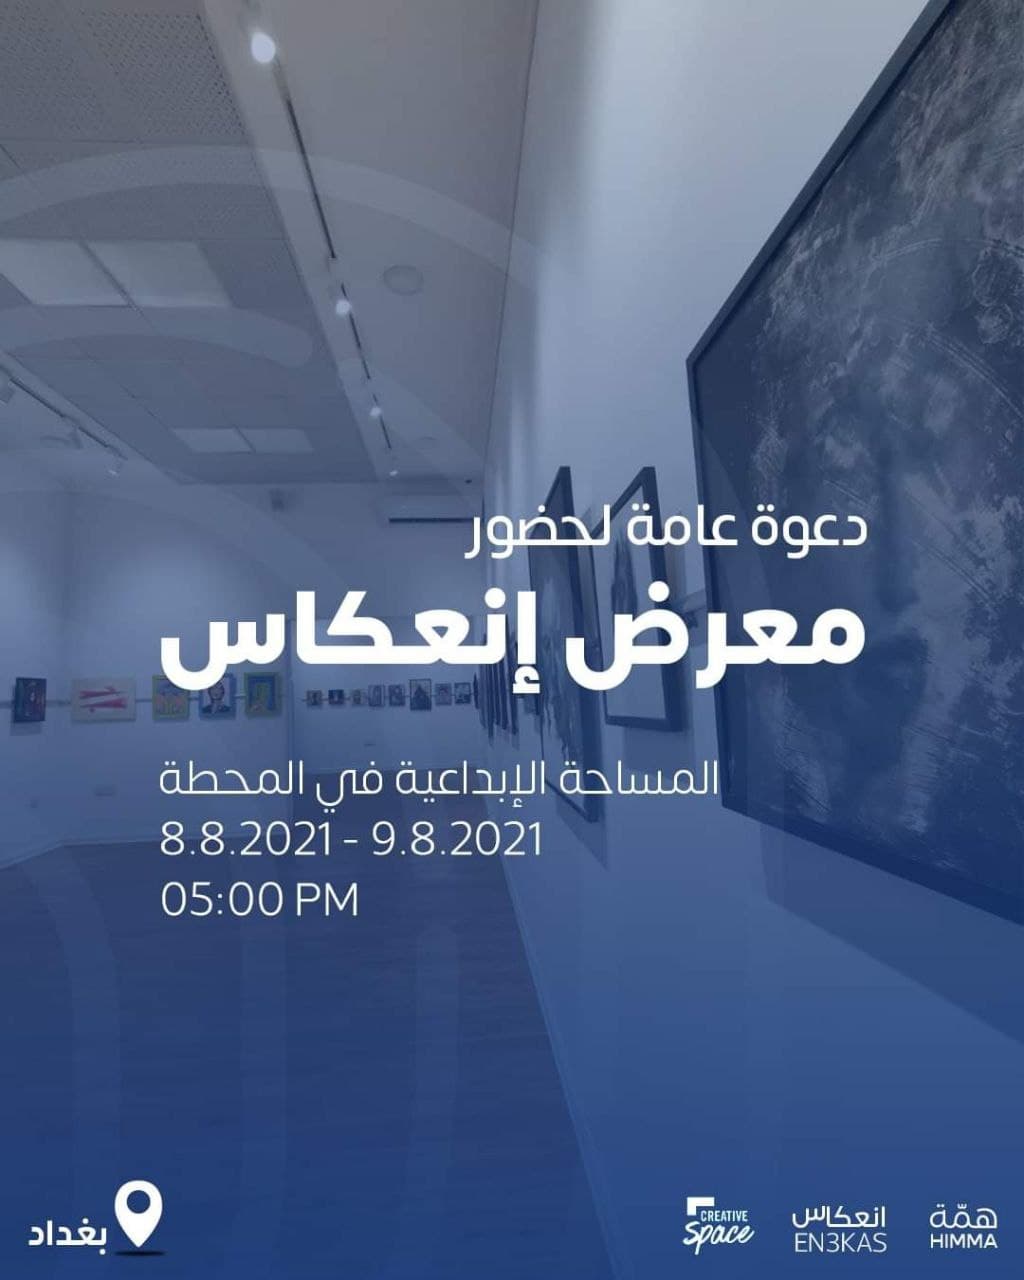 دعوة عامة لحضور
معرض إنعكاس
المساحة الإبداعية في المحطة
8.8.2021 - 9.8.2021
05:00 PM
بغداد
CREATIVE
Space
انعكاس
EN3KAS
همّة
HIMMA